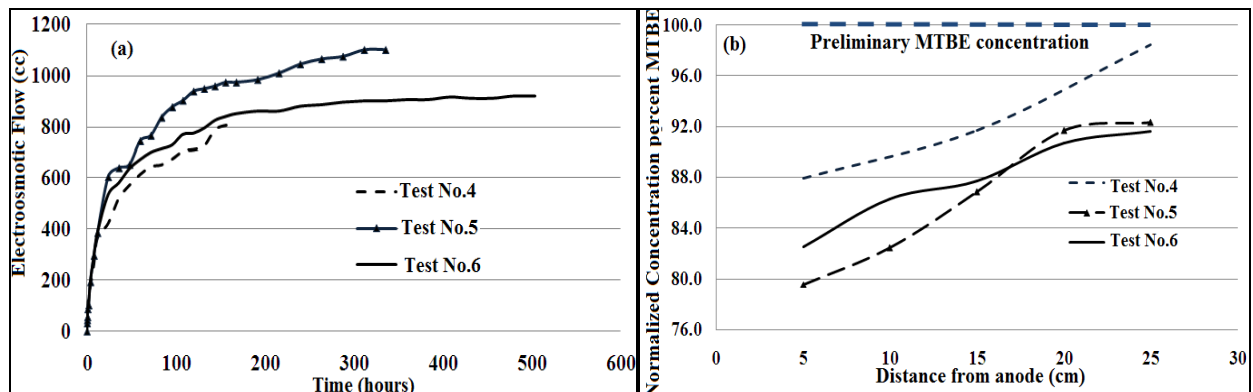 (a)
Electroosmotic Flow (cc)
1200
1000
800
600
400
200
0
Test No.4
Test No.5
Test No.6
0 100 200 300 400 500 600
Time (hours)
(b)
Normalized Concentration percent MTBE
100.0
96.0
92.0
88.0
84.0
80.0
76.0
Preliminary MTBE concentration
Test No.4
Test No.5
Test No.6
0 5 10 15 20 25 30
Distance from anode (cm)